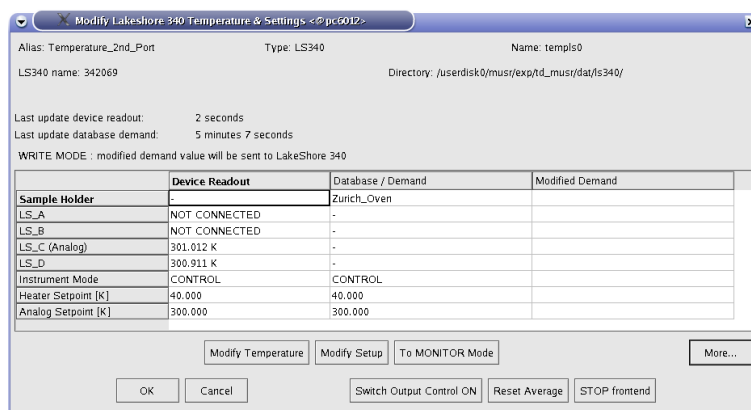 Modify Lakeshore 340 Temperature & Settings <@pc6012>
Alias: Temperature_2nd_Port Type: LS340 Name: templs0
LS340 name: 342069 Directory: /userdisk0/musr/exp/td_musr/dat/ls340/
Last update device readout: 2 seconds
Last update database demand: 5 minutes 7 seconds
WRITE MODE : modified demand value will be sent to LakeShore 340
Device Readout Database / Demand Modified Demand
Sample Holder - Zurich_Oven
LS_A NOT CONNECTED -
LS_B NOT CONNECTED -
LS_C (Analog) 301.012 K -
LS_D 300.911 K -
Instrument Mode CONTROL CONTROL
Heater Setpoint [K] 40.000 40.000
Analog Setpoint [K] 300.000 300.000
Modify Temperature Modify Setup To MONITOR Mode More...
OK Cancel Switch Output Control ON Reset Average STOP frontend